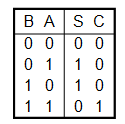 B A S C
0 0 0 0
0 1 1 0
1 0 1 0
1 1 0 1